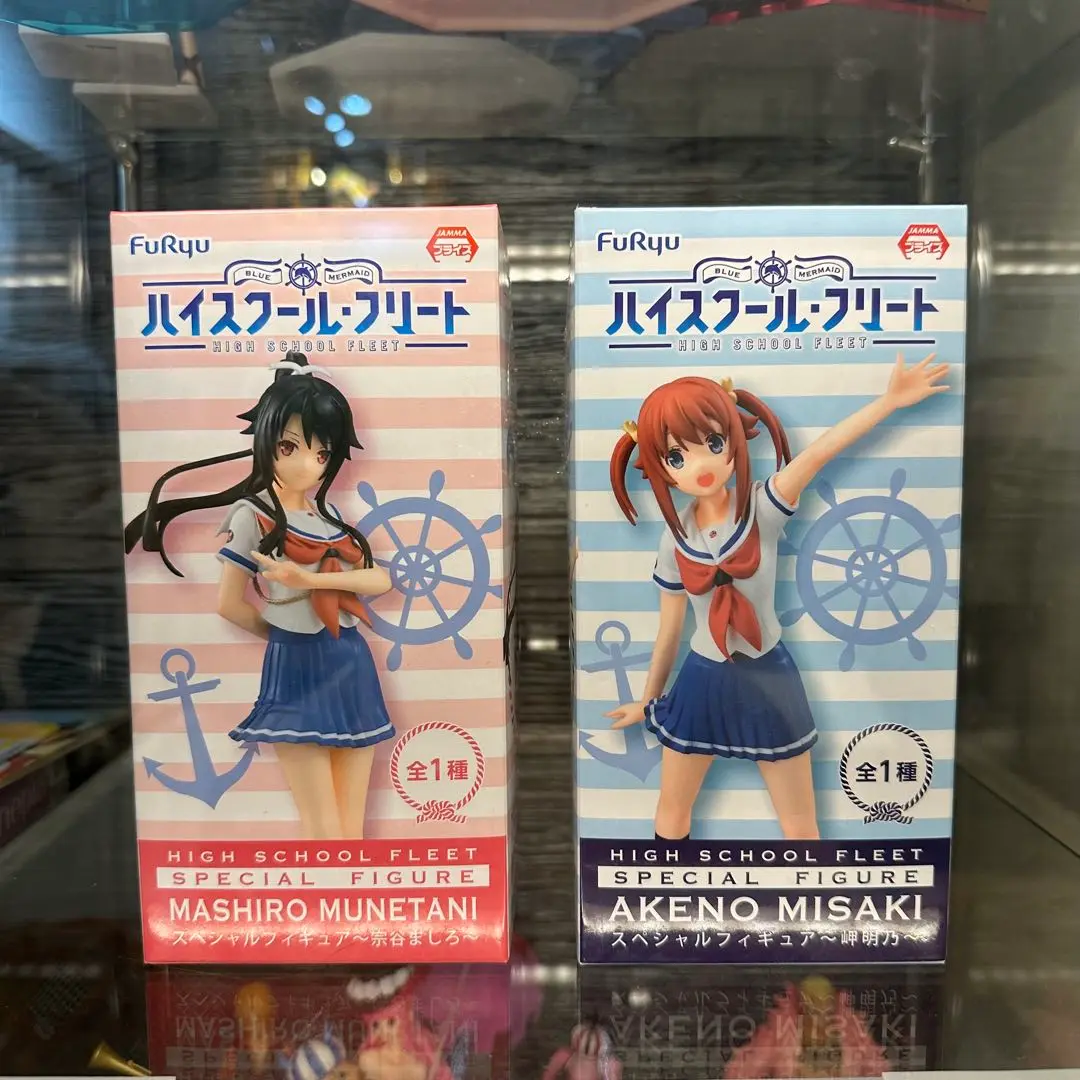 FuRyu
JAMMA
プライズ
BLUE MERMAID
ハイスクール・フリート
HIGH SCHOOL FLEET
全1種
HIGH SCHOOL FLEET
SPECIAL FIGURE
MASHIRO MUNETANI
スペシャルフィギュア〜宗谷ましろ〜
FuRyu
JAMMA
プライズ
BLUE MERMAID
ハイスクール・フリート
HIGH SCHOOL FLEET
全1種
HIGH SCHOOL FLEET
SPECIAL FIGURE
AKENO MISAKI
スペシャルフィギュア〜岬明乃〜